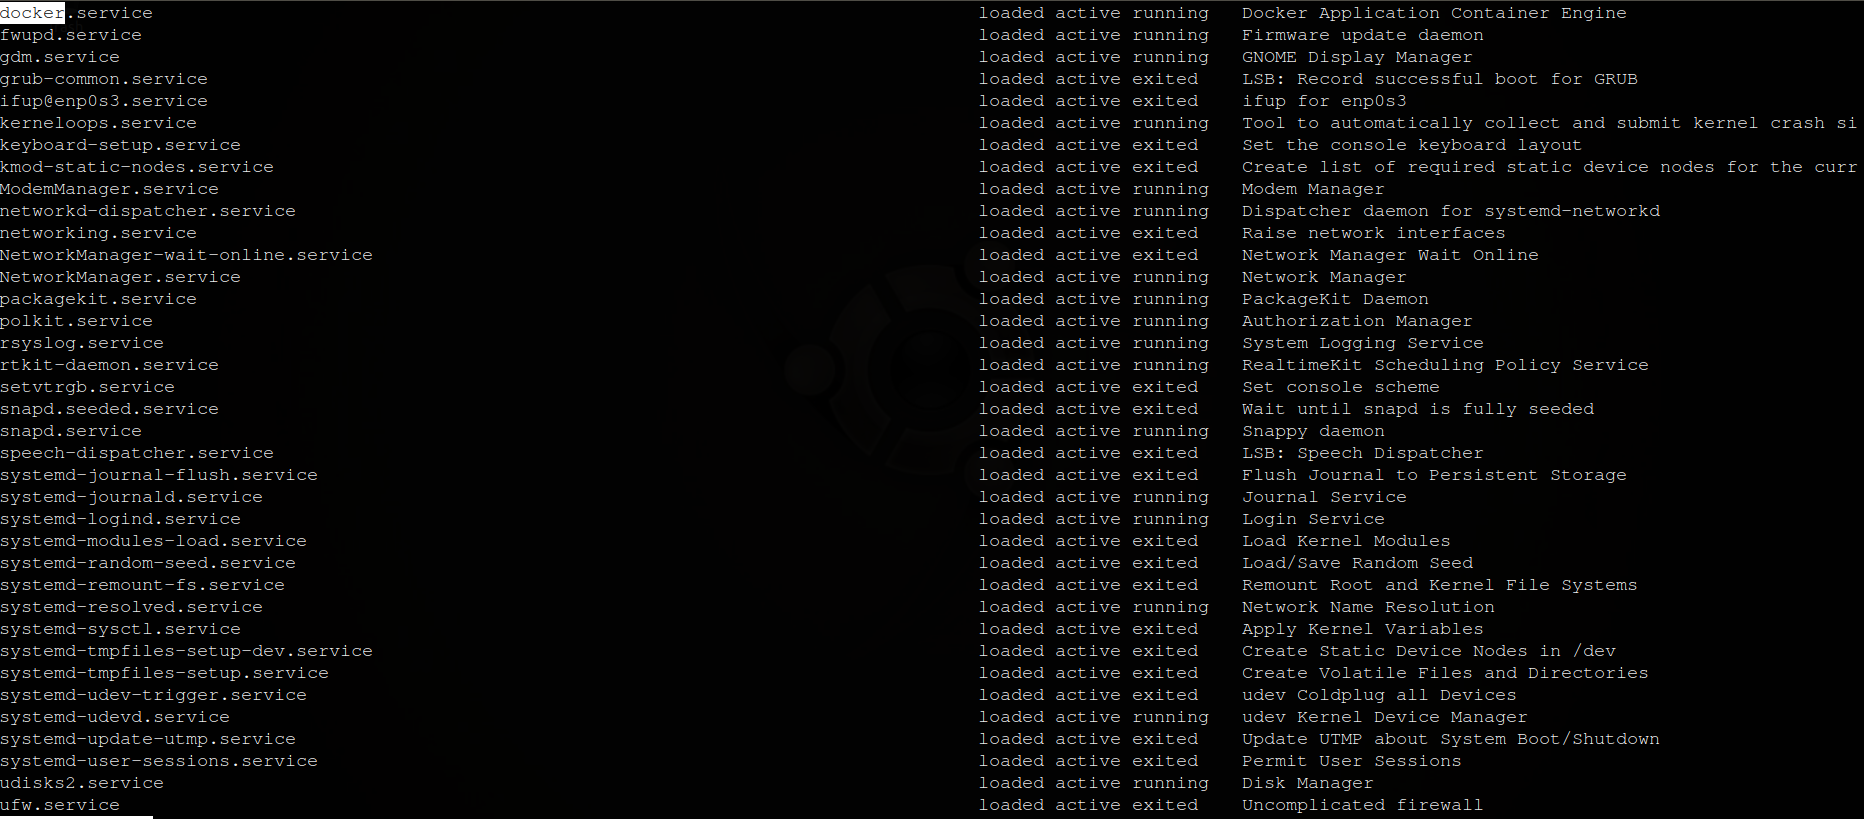 docker.service loaded active running Docker Application Container Engine
fwupd.service loaded active running Firmware update daemon
gdm.service loaded active running GNOME Display Manager
grub-common.service loaded active exited LSB: Record successful boot for GRUB
ifup@enp0s3.service loaded active exited ifup for enp0s3
kerneloops.service loaded active running Tool to automatically collect and submit kernel crash si
keyboard-setup.service loaded active exited Set the console keyboard layout
kmod-static-nodes.service loaded active exited Create list of required static device nodes for the curr
ModemManager.service loaded active running Modem Manager
networkd-dispatcher.service loaded active running Dispatcher daemon for systemd-networkd
networking.service loaded active exited Raise network interfaces
NetworkManager-wait-online.service loaded active exited Network Manager Wait Online
NetworkManager.service loaded active running Network Manager
packagekit.service loaded active running PackageKit Daemon
polkit.service loaded active running Authorization Manager
rsyslog.service loaded active running System Logging Service
rtkit-daemon.service loaded active running RealtimeKit Scheduling Policy Service
setvtrgb.service loaded active exited Set console scheme
snapd.seeded.service loaded active exited Wait until snapd is fully seeded
snapd.service loaded active running Snappy daemon
speech-dispatcher.service loaded active exited LSB: Speech Dispatcher
systemd-journal-flush.service loaded active exited Flush Journal to Persistent Storage
systemd-journald.service loaded active running Journal Service
systemd-logind.service loaded active running Login Service
systemd-modules-load.service loaded active exited Load Kernel Modules
systemd-random-seed.service loaded active exited Load/Save Random Seed
systemd-remount-fs.service loaded active exited Remount Root and Kernel File Systems
systemd-resolved.service loaded active running Network Name Resolution
systemd-sysctl.service loaded active exited Apply Kernel Variables
systemd-tmpfiles-setup-dev.service loaded active exited Create Static Device Nodes in /dev
systemd-tmpfiles-setup.service loaded active exited Create Volatile Files and Directories
systemd-udev-trigger.service loaded active exited udev Coldplug all Devices
systemd-udevd.service loaded active running udev Kernel Device Manager
systemd-update-utmp.service loaded active exited Update UTMP about System Boot/Shutdown
systemd-user-sessions.service loaded active exited Permit User Sessions
udisks2.service loaded active running Disk Manager
ufw.service loaded active exited Uncomplicated firewall